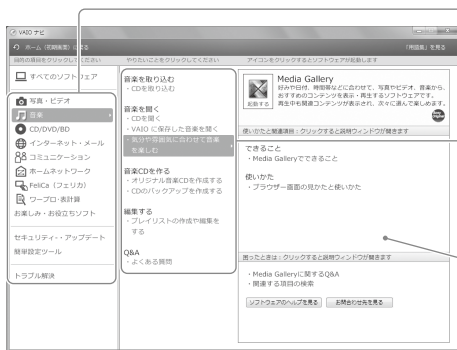 VAIO ナビ
ホーム（初期画面）に戻る
「用語集」を見る
目的の項目をクリックしてください
やりたいことをクリックしてください
アイコンをクリックするとソフトウェアが起動します
すべてのソフトウェア
写真・ビデオ
音楽
CD/DVD/BD
インターネット・メール
コミュニケーション
ホームネットワーク
FeliCa（フェリカ）
ワープロ・表計算
お楽しみ・お役立ちソフト
セキュリティ・アップデート
簡単設定ツール
トラブル解決
音楽を取り込む
・CDを取り込む
音楽を聞く
・CDを聞く
・VAIO に保存した音楽を聞く
・気分や雰囲気に合わせて音楽
を楽しむ
音楽CDを作る
・オリジナル音楽CDを作成する
・CDのバックアップを作成する
編集する
・プレイリストの作成や編集を
する
Q&A
・よくある質問
起動する
Media Gallery
好みや日付、時間帯などに合わせて、写真やビデオ、音楽から、
おすすめのコンテンツを表示・再生するソフトウェアです。
再生中も関連コンテンツが表示され、次々に選んで楽しめます。
使いかたと関連項目：クリックすると説明ウィンドウが開きます
できること
・Media Galleryでできること
使いかた
・ブラウザー画面の見かたと使いかた
困ったときは：クリックすると説明ウィンドウが開きます
・Media Galleryに関するQ&A
・関連する項目の検索
ソフトウェアのヘルプを見る
お問合わせ先を見る